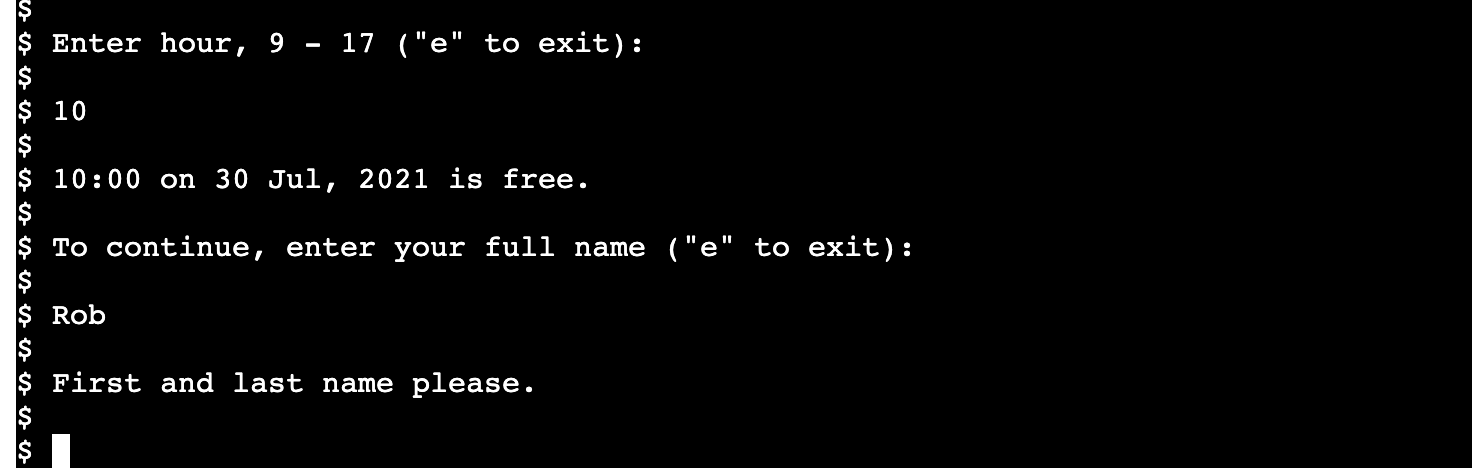 $
$ Enter hour, 9 - 17 ("e" to exit):
$
$ 10
$
$ 10:00 on 30 Jul, 2021 is free.
$
$ To continue, enter your full name ("e" to exit):
$
$ Rob
$
$ First and last name please.
$
$